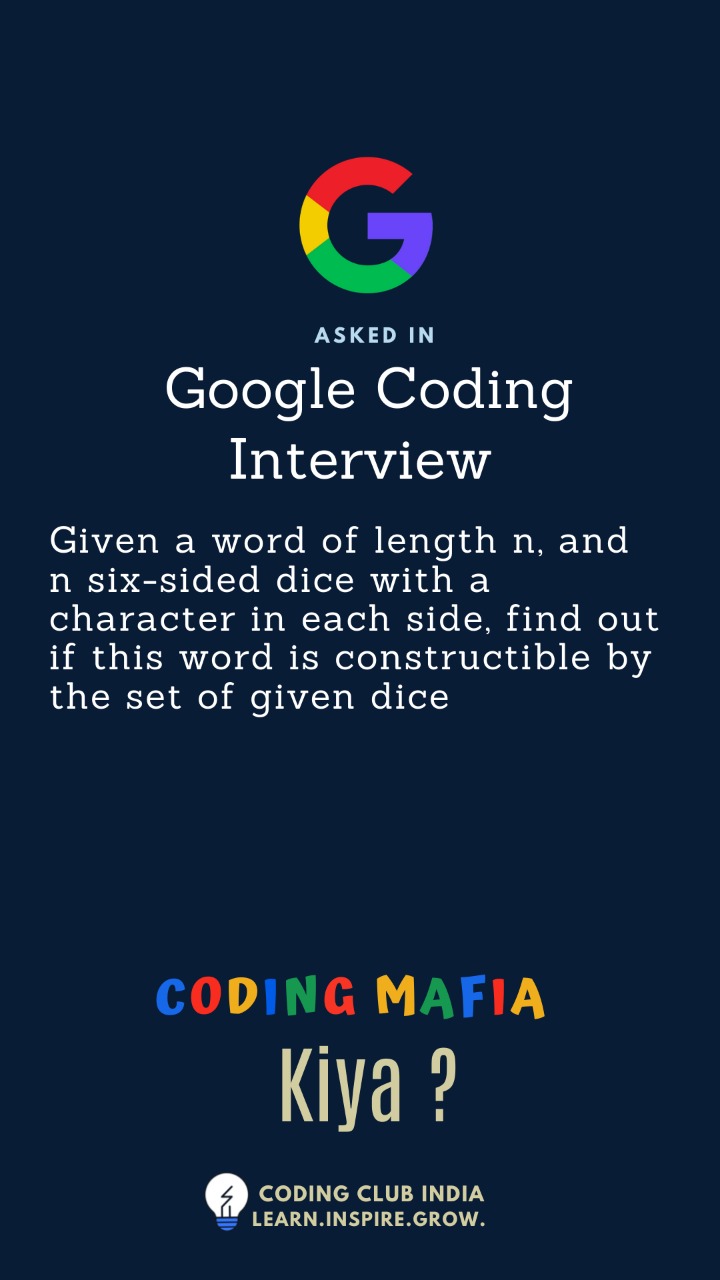 ASKED IN
Google Coding
Interview
Given a word of length n, and
n six-sided dice with a
character in each side, find out
if this word is constructible by
the set of given dice
CODING MAFIA
Kiya ?
CODING CLUB INDIA
LEARN.INSPIRE.GROW.